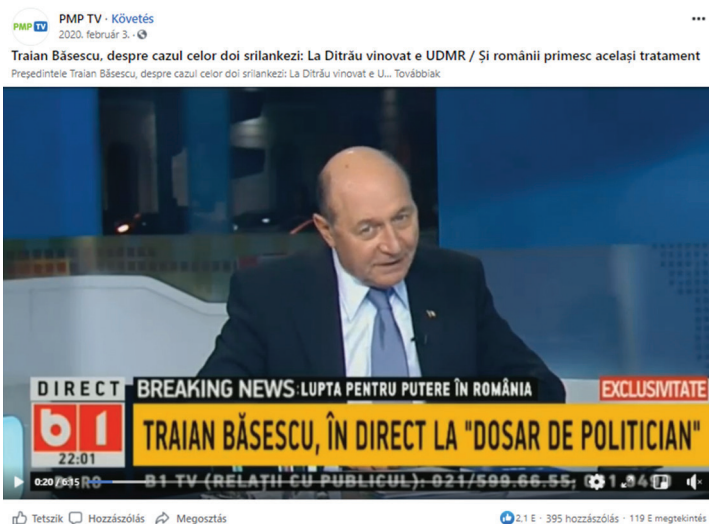 PMP TV · Követés
PMP TV
2020. február 3. ·
Traian Băsescu, despre cazul celor doi srilankezi: La Ditrău vinovat e UDMR / Și românii primesc același tratament
Președintele Traian Băsescu, despre cazul celor doi srilankezi: La Ditrău vinovat e U... Továbbiak
DIRECT
BREAKING NEWS: LUPTA PENTRU PUTERE ÎN ROMÂNIA
EXCLUSIVITATE
b1
TRAIAN BĂSESCU, ÎN DIRECT LA "DOSAR DE POLITICIAN"
22:01
0:20 / 6:15
B1 TV (RELAȚII CU PUBLICUL): 021/599.66.55;
Tetszik
Hozzászólás
Megosztás
2,1 E · 395 hozzászólás · 119 E megtekintés